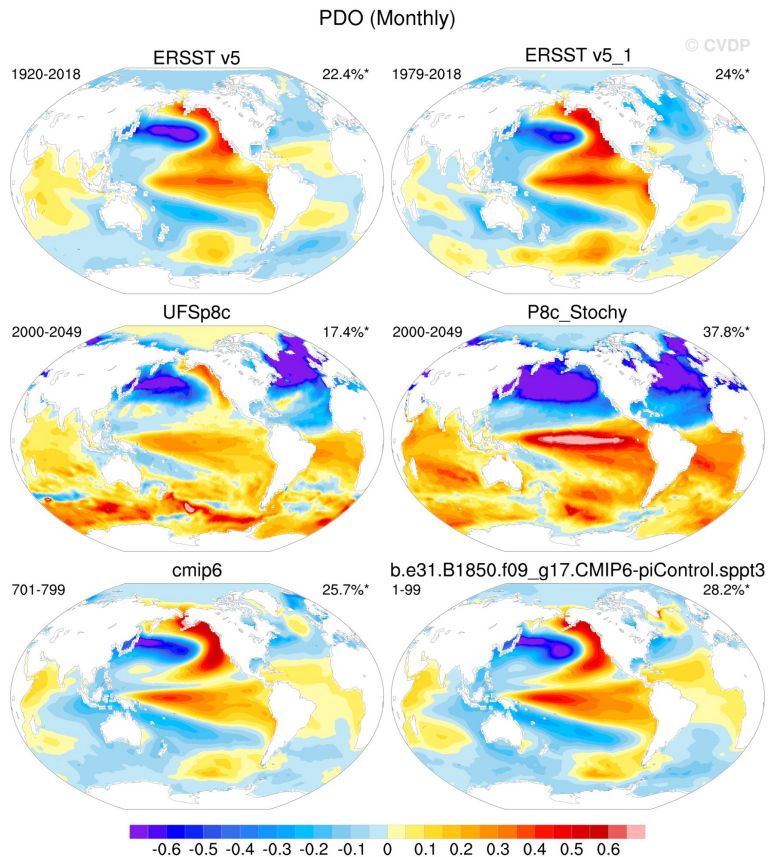 PDO (Monthly)
© CVDP
ERSST v5
1920-2018
22.4%*
ERSST v5_1
1979-2018
24%*
UFSp8c
2000-2049
17.4%*
P8c_Stochy
2000-2049
37.8%*
cmip6
701-799
25.7%*
b.e31.B1850.f09_g17.CMIP6-piControl.sppt3
1-99
28.2%*
-0.6 -0.5 -0.4 -0.3 -0.2 -0.1 0 0.1 0.2 0.3 0.4 0.5 0.6